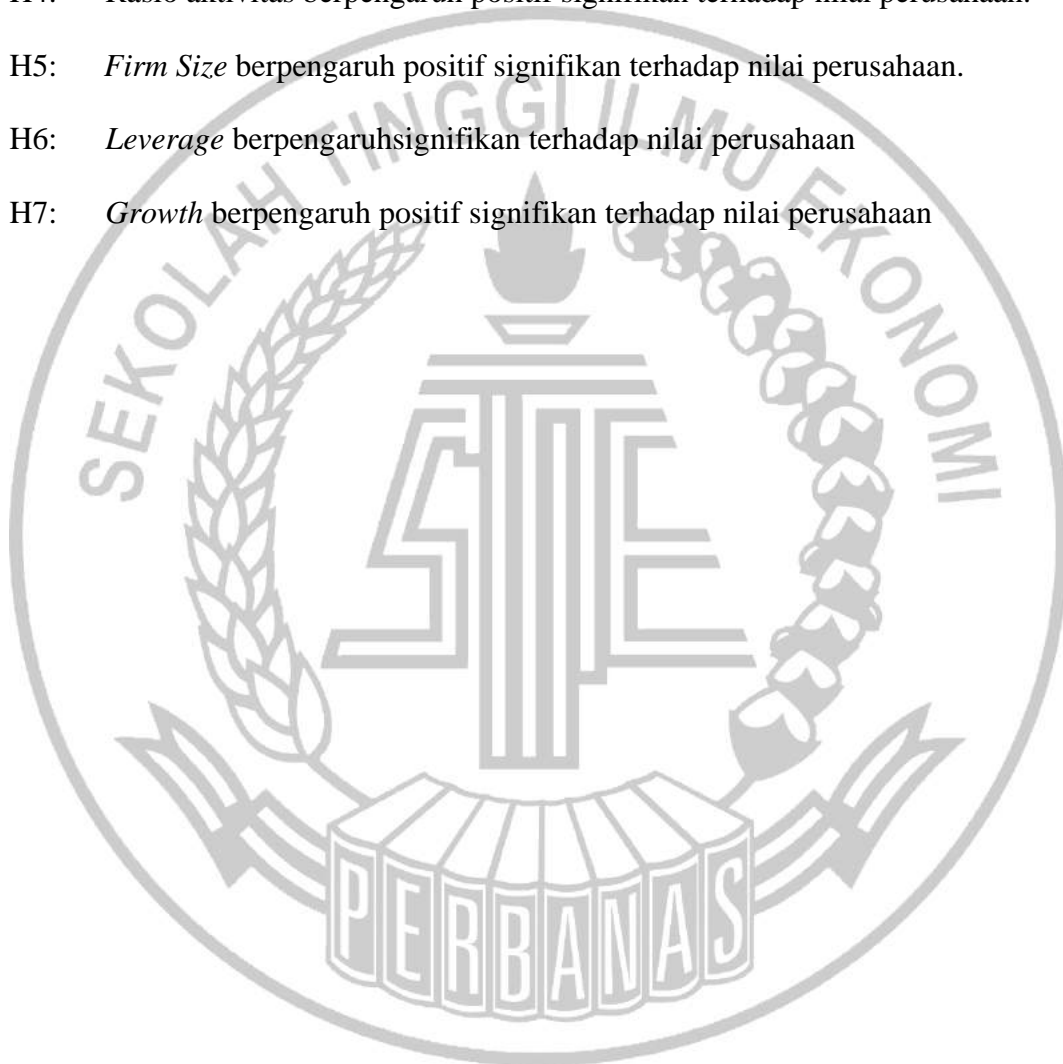 H4: Rasio aktivitas berpengaruh positif signifikan terhadap nilai perusahaan.
H5: Firm Size berpengaruh positif signifikan terhadap nilai perusahaan.
H6: Leverage berpengaruhsignifikan terhadap nilai perusahaan
H7: Growth berpengaruh positif signifikan terhadap nilai perusahaan
SEKOLAH TINGGI ILMU EKONOMI
STIE
PERBANAS